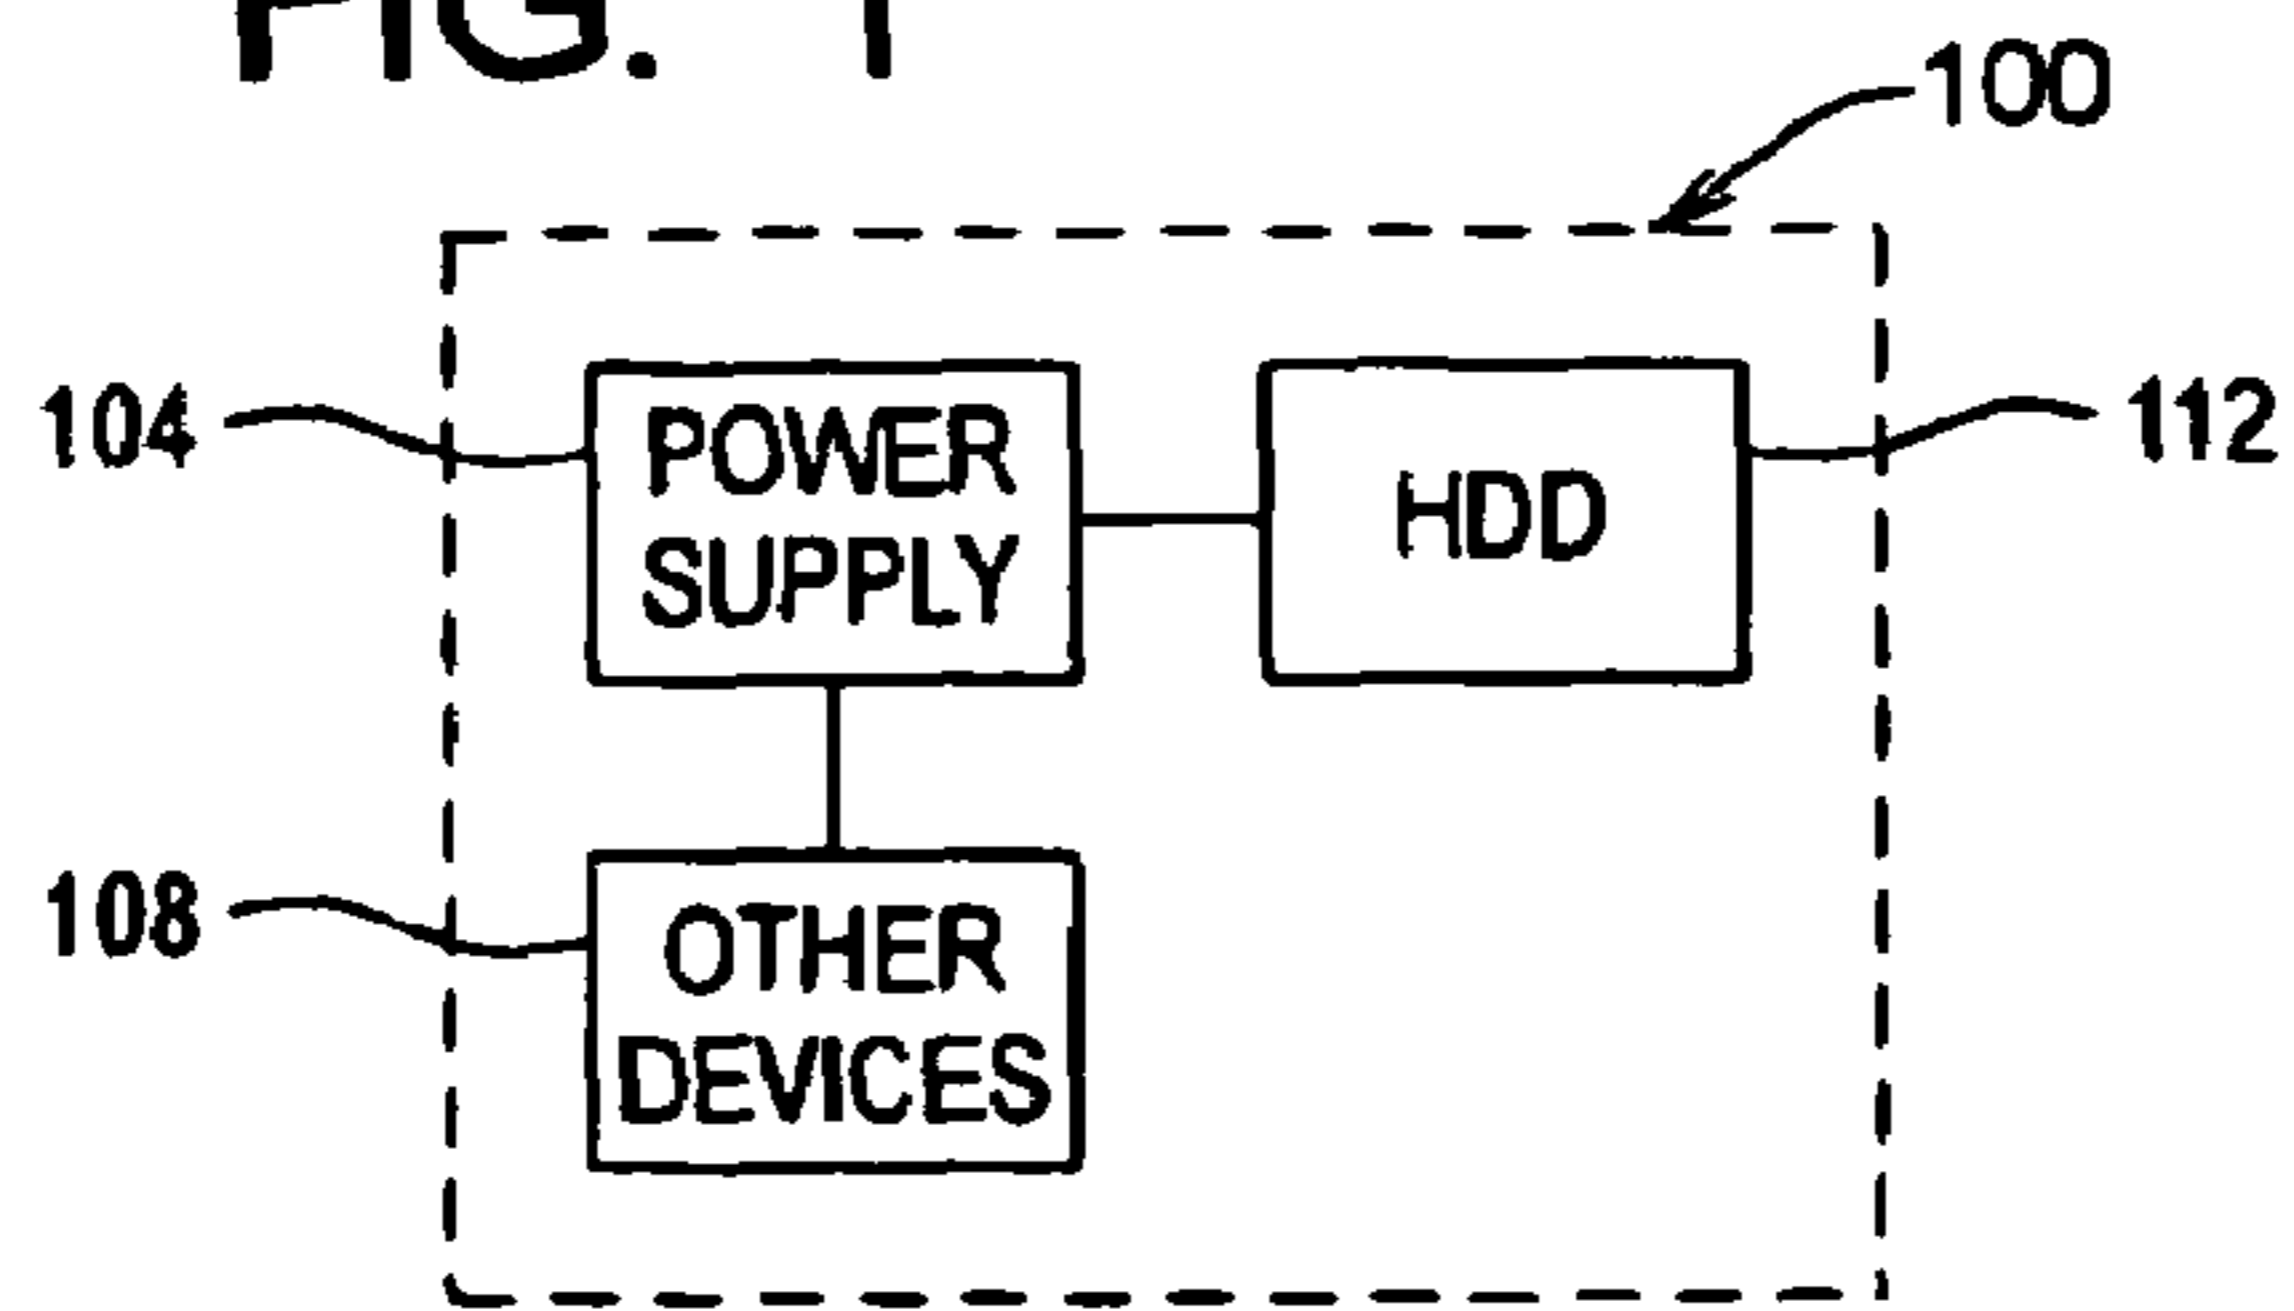 FIG. 1
100
104
POWER
SUPPLY
HDD
112
108
OTHER
DEVICES